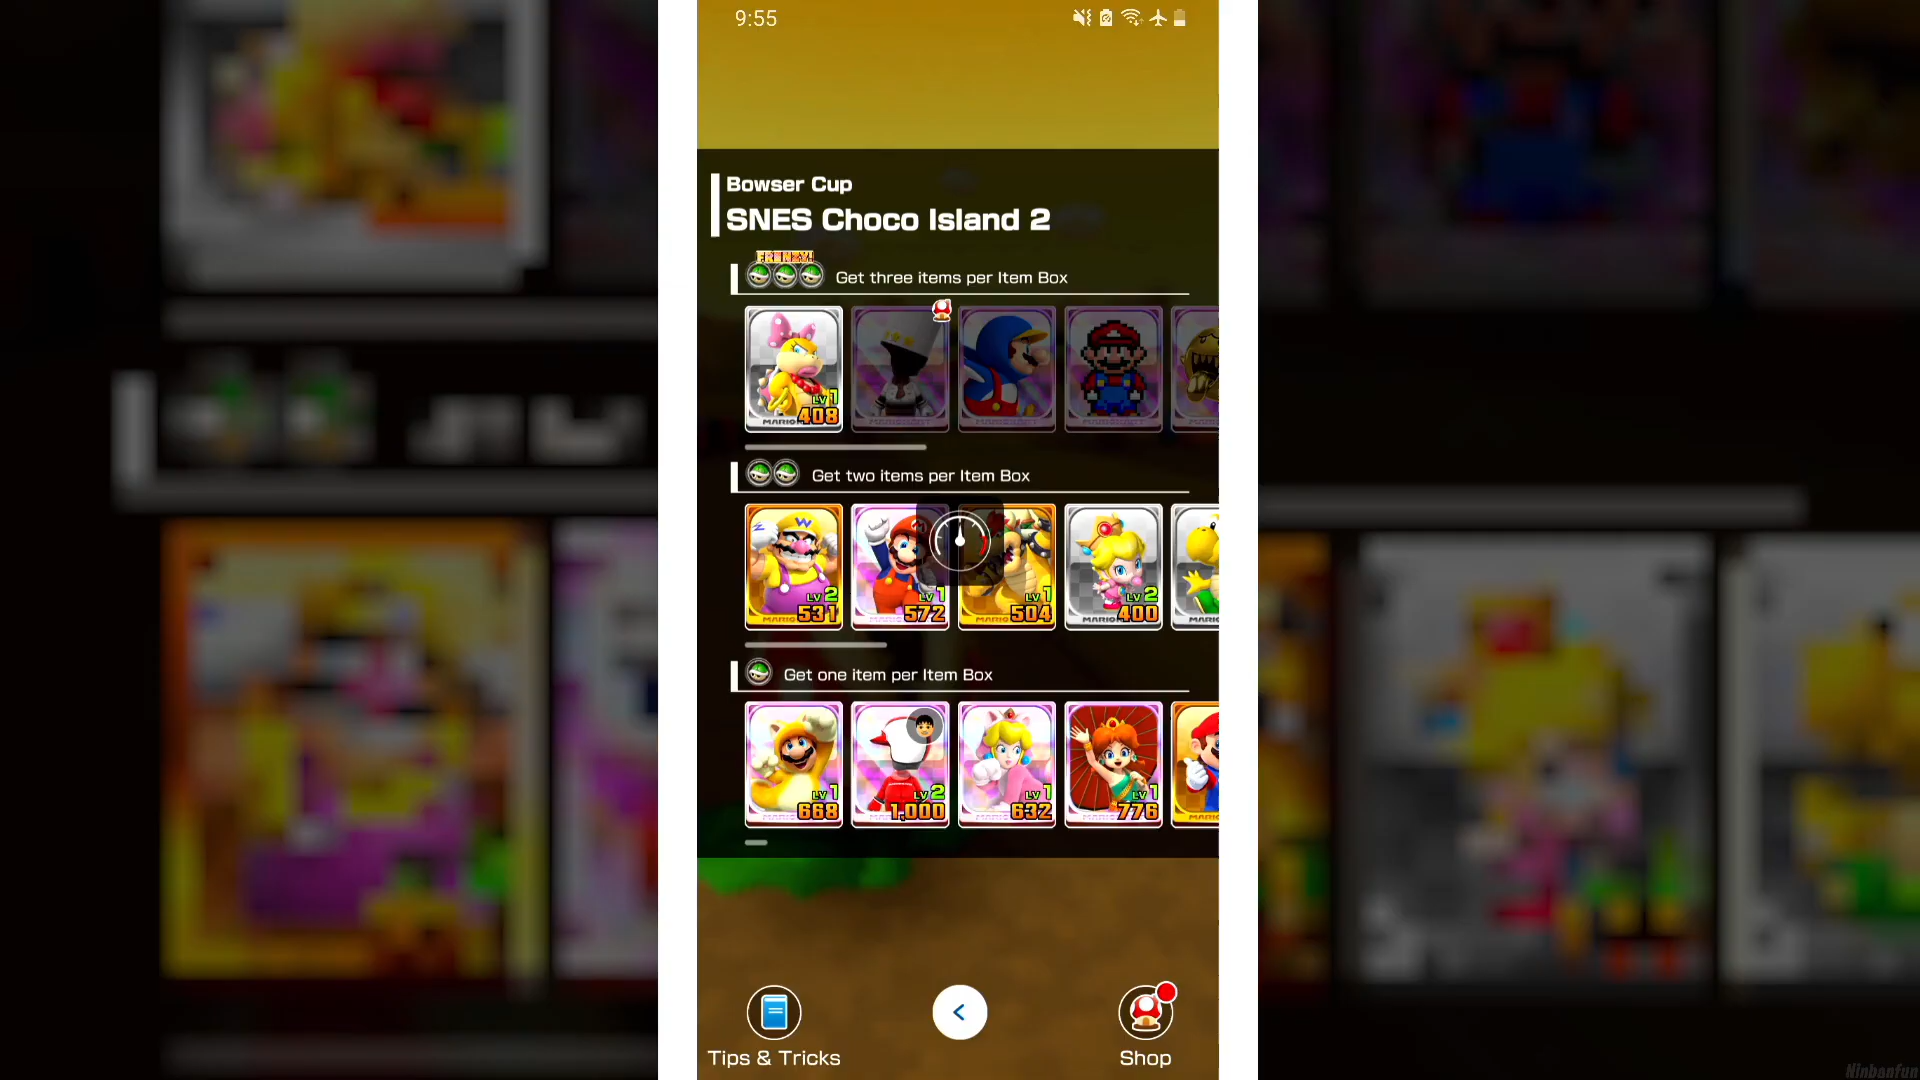 9:55
Bowser Cup
SNES Choco Island 2
FRENZY!
Get three items per Item Box
LV 1
408
Get two items per Item Box
LV 2
531
LV 1
572
LV 1
504
LV 2
400
Get one item per Item Box
LV 1
668
LV 2
1,000
LV 1
632
LV 1
776
Tips & Tricks
Shop
Ninbanfun